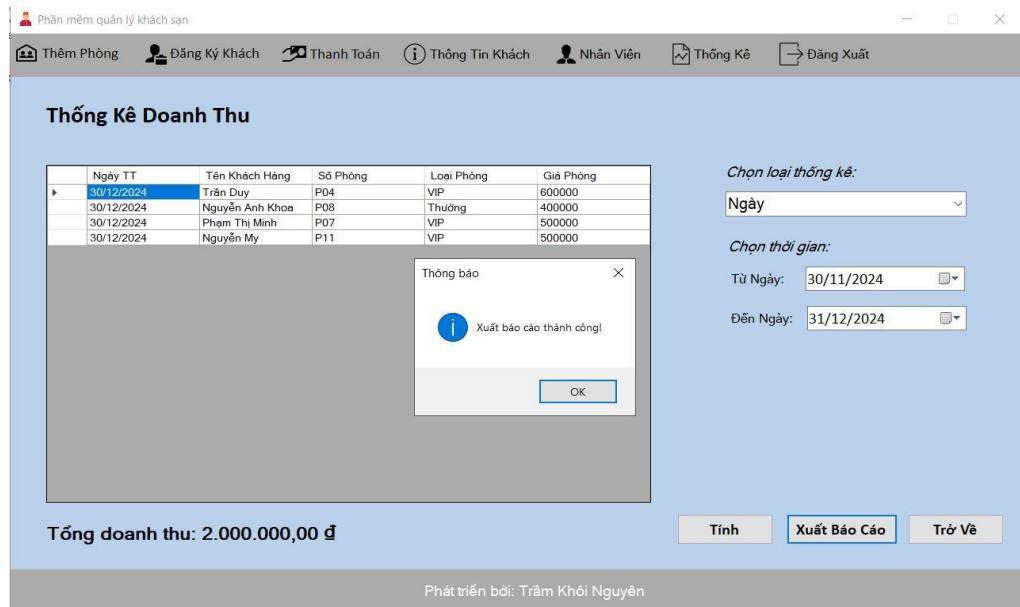 Phần mềm quản lý khách sạn
Thêm Phòng Đăng Ký Khách Thanh Toán Thông Tin Khách Nhân Viên Thống Kê Đăng Xuất
Thống Kê Doanh Thu
Ngày TT Tên Khách Hàng Số Phòng Loại Phòng Giá Phòng
30/12/2024 Trần Duy P04 VIP 600000
30/12/2024 Nguyễn Anh Khoa P08 Thường 400000
30/12/2024 Phạm Thị Minh P07 VIP 500000
30/12/2024 Nguyễn My P11 VIP 500000
Chọn loại thống kê:
Ngày
Chọn thời gian:
Từ Ngày: 30/11/2024
Đến Ngày: 31/12/2024
Thông báo
Xuất báo cáo thành công!
OK
Tổng doanh thu: 2.000.000,00 đ
Tính Xuất Báo Cáo Trở Về
Phát triển bởi: Trầm Khôi Nguyên